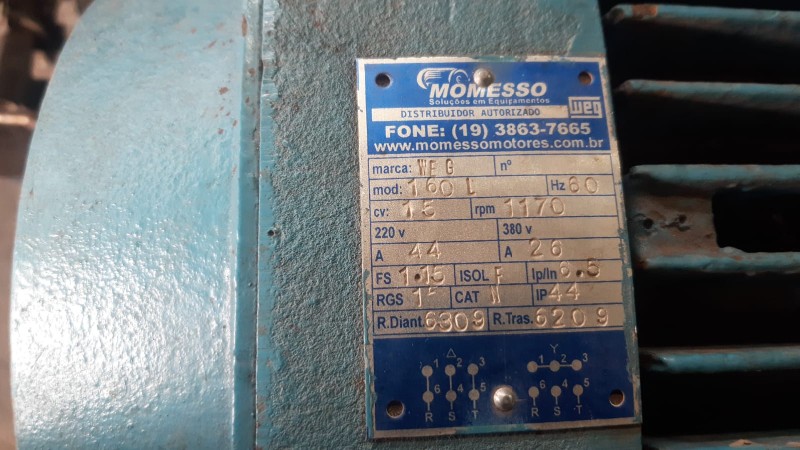 MOMESSO
Soluções em Equipamentos
DISTRIBUIDOR AUTORIZADO WEG
FONE: (19) 3863-7665
www.momessomotores.com.br
marca: WEG nº
mod: 160 L Hz 60
cv: 15 rpm 1170
220 v 380 v
A 44 A 26
FS 1.15 ISOL F Ip/In 6.5
RGS CAT N IP 44
R.Diant. 6309 R.Tras. 6209
Δ Y
1 2 3 1 2 3
6 4 5 6 4 5
R S T R S T